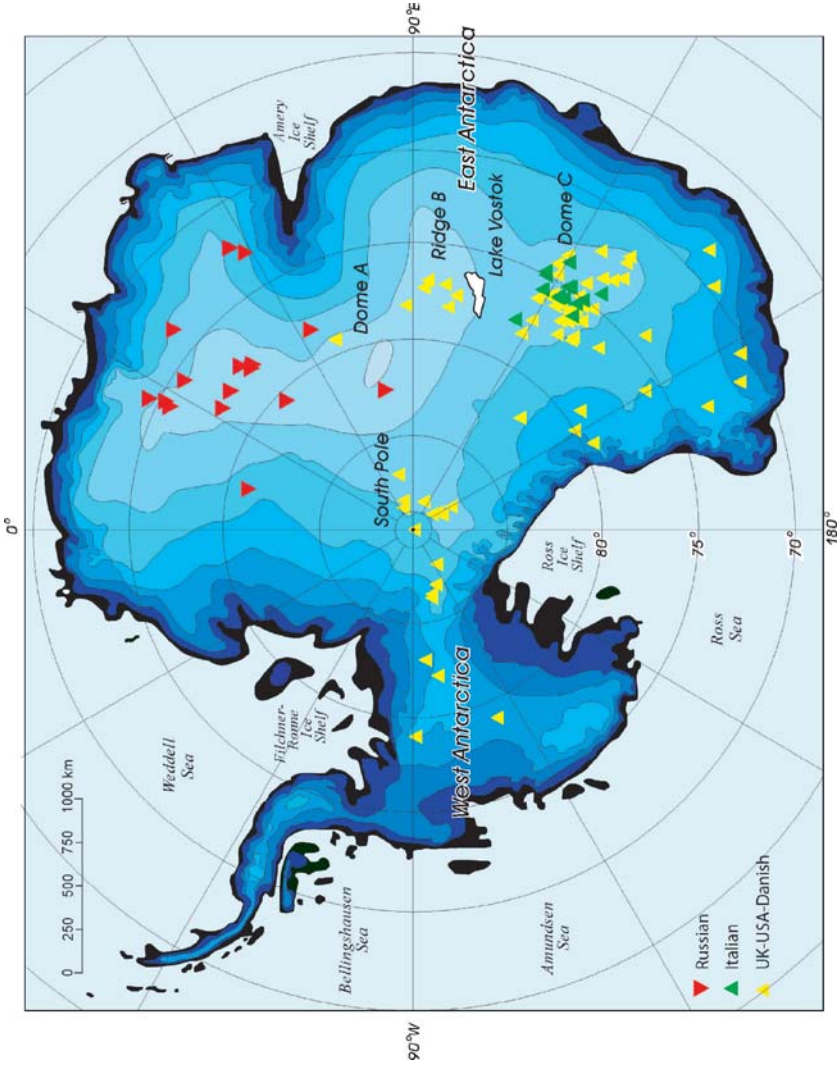 0°
90°E
90°W
180°
80°
75°
70°
Weddell
Sea
Filchner-
Ronne
Ice
Shelf
Amery
Ice
Shelf
East Antarctica
West Antarctica
South Pole
Dome A
Ridge B
Lake Vostok
Dome C
Ross
Ice
Shelf
Ross
Sea
Bellingshausen
Sea
Amundsen
Sea
0 250 500 750 1000 km
Russian
Italian
UK-USA-Danish